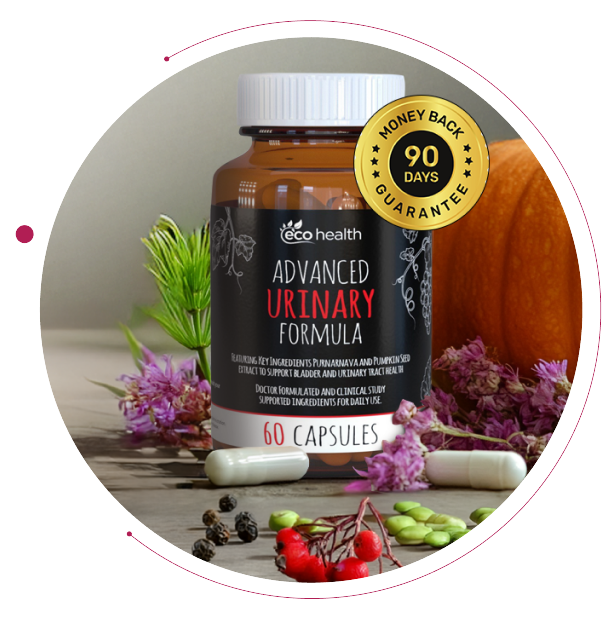 MONEY BACK
90
DAYS
GUARANTEE
eco health
ADVANCED
URINARY
FORMULA
FEATURING KEY INGREDIENTS PURNARNAVA AND PUMPKIN SEED
EXTRACT TO SUPPORT BLADDER AND URINARY TRACT HEALTH
DOCTOR FORMULATED AND CLINICAL STUDY
SUPPORTED INGREDIENTS FOR DAILY USE.
60 CAPSULES